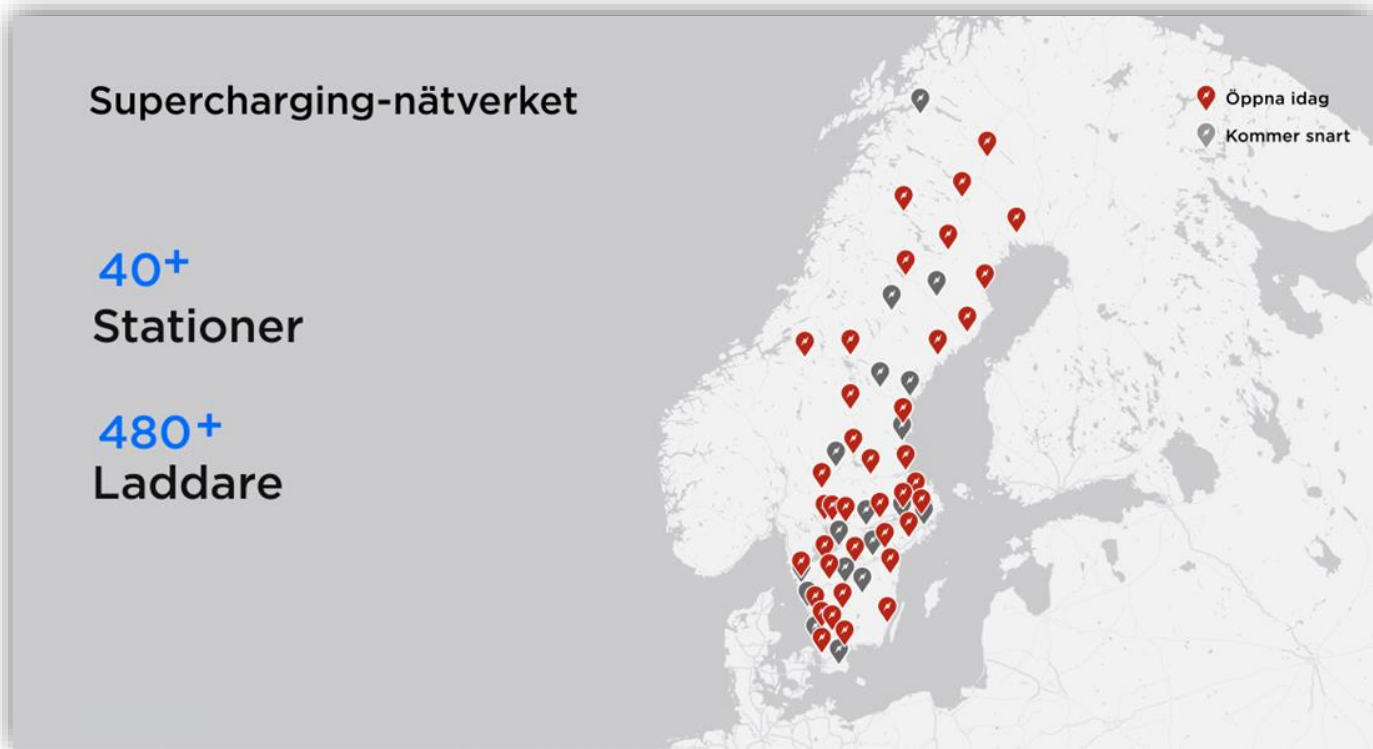 Supercharging-nätverket
40+
Stationer
480+
Laddare
Öppna idag
Kommer snart